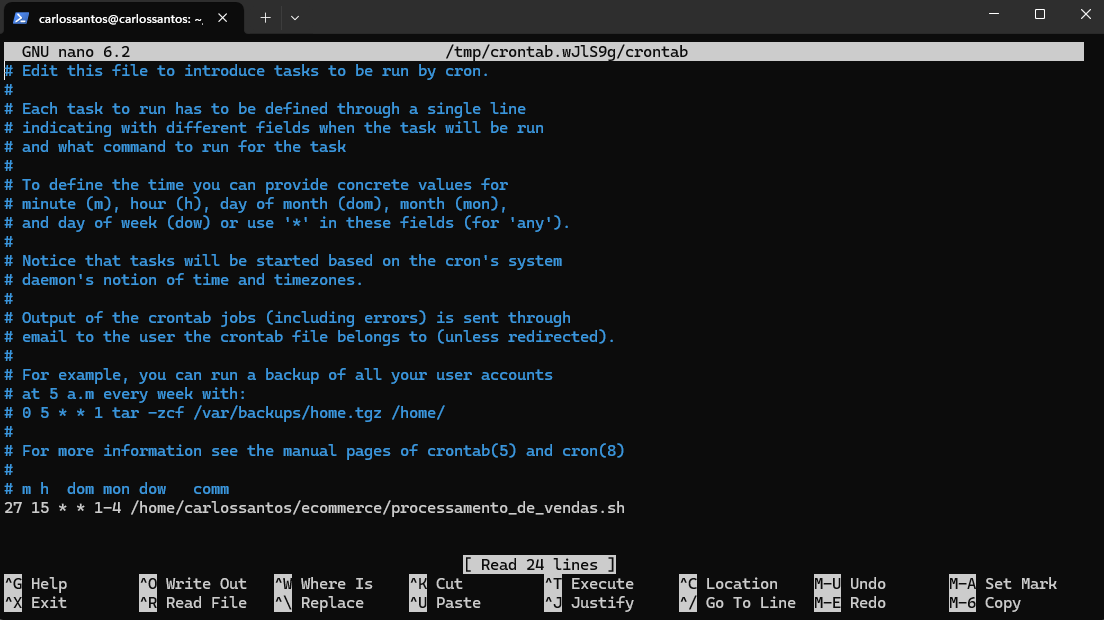 carlossantos@carlossantos: ~,
GNU nano 6.2 /tmp/crontab.wJlS9g/crontab
# Edit this file to introduce tasks to be run by cron.
#
# Each task to run has to be defined through a single line
# indicating with different fields when the task will be run
# and what command to run for the task
#
# To define the time you can provide concrete values for
# minute (m), hour (h), day of month (dom), month (mon),
# and day of week (dow) or use '*' in these fields (for 'any').
#
# Notice that tasks will be started based on the cron's system
# daemon's notion of time and timezones.
#
# Output of the crontab jobs (including errors) is sent through
# email to the user the crontab file belongs to (unless redirected).
#
# For example, you can run a backup of all your user accounts
# at 5 a.m every week with:
# 0 5 * * 1 tar -zcf /var/backups/home.tgz /home/
#
# For more information see the manual pages of crontab(5) and cron(8)
#
# m h  dom mon dow   comm
27 15 * * 1-4 /home/carlossantos/ecommerce/processamento_de_vendas.sh
[ Read 24 lines ]
^G Help ^O Write Out ^W Where Is ^K Cut ^T Execute ^C Location M-U Undo M-A Set Mark
^X Exit ^R Read File ^\ Replace ^U Paste ^J Justify ^/ Go To Line M-E Redo M-6 Copy